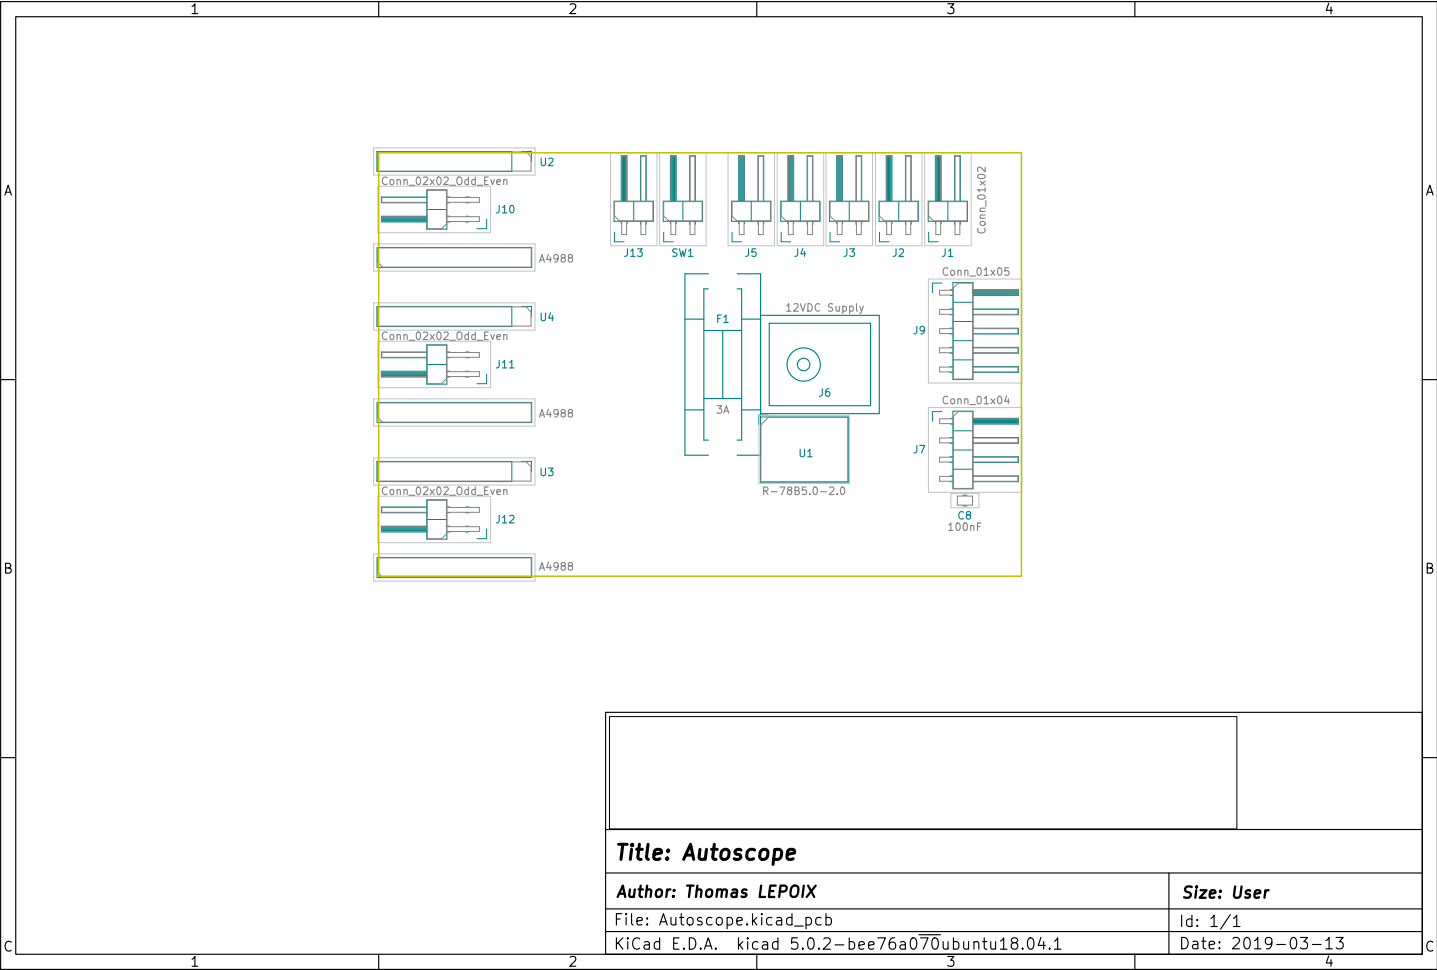 1 2 3 4
A A
U2
Conn_02x02_Odd_Even
J10
A4988
J13 SW1 J5 J4 J3 J2 J1
Conn_01x02
Conn_01x05
J9
U4
Conn_02x02_Odd_Even
J11
A4988
F1
3A
12VDC Supply
J6
U1
R-78B5.0-2.0
Conn_01x04
J7
C8
100nF
U3
Conn_02x02_Odd_Even
J12
A4988
B B
Title: Autoscope
Author: Thomas LEPOIX
Size: User
File: Autoscope.kicad_pcb
Id: 1/1
KiCad E.D.A. kicad 5.0.2-bee76a070ubuntu18.04.1
Date: 2019-03-13
C C
1 2 3 4